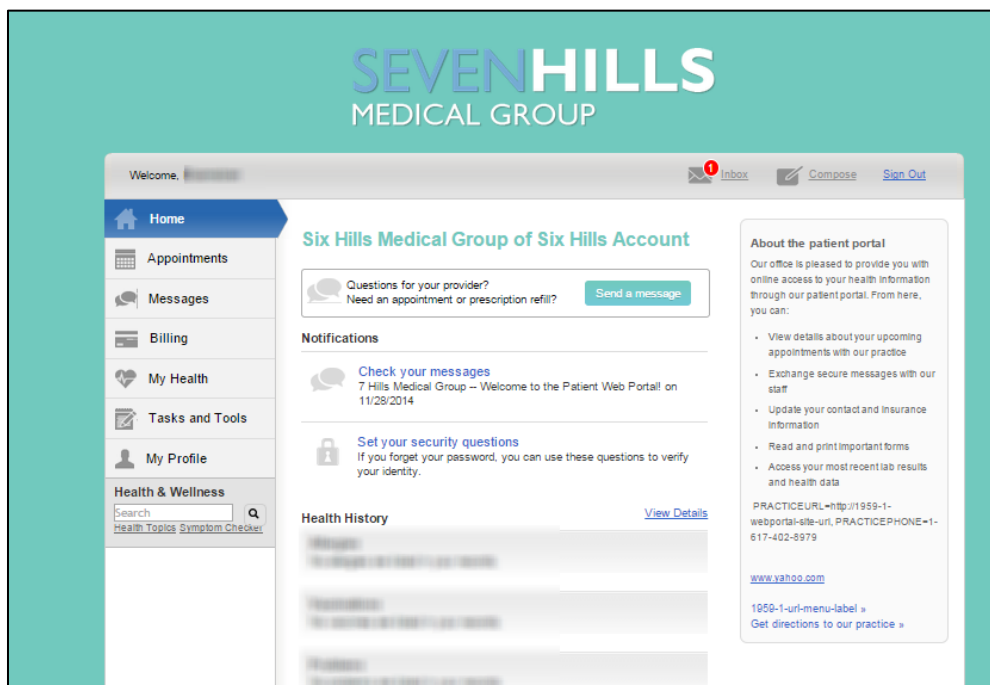 SEVENHILLS
MEDICAL GROUP
Welcome,
1
Inbox
Compose
Sign Out
Home
Appointments
Messages
Billing
My Health
Tasks and Tools
My Profile
Health & Wellness
Search
Health Topics Symptom Checker
Six Hills Medical Group of Six Hills Account
Questions for your provider?
Need an appointment or prescription refill?
Send a message
Notifications
Check your messages
7 Hills Medical Group -- Welcome to the Patient Web Portal! on
11/28/2014
Set your security questions
If you forget your password, you can use these questions to verify
your identity.
Health History
View Details
About the patient portal
Our office is pleased to provide you with
online access to your health information
through our patient portal. From here,
you can:
• View details about your upcoming
appointments with our practice
• Exchange secure messages with our
staff
• Update your contact and insurance
information
• Read and print important forms
• Access your most recent lab results
and health data
PRACTICEURL=http://1959-1-
webportal-site-url, PRACTICEPHONE=1-
617-402-8979
www.yahoo.com
1959-1-url-menu-label »
Get directions to our practice »